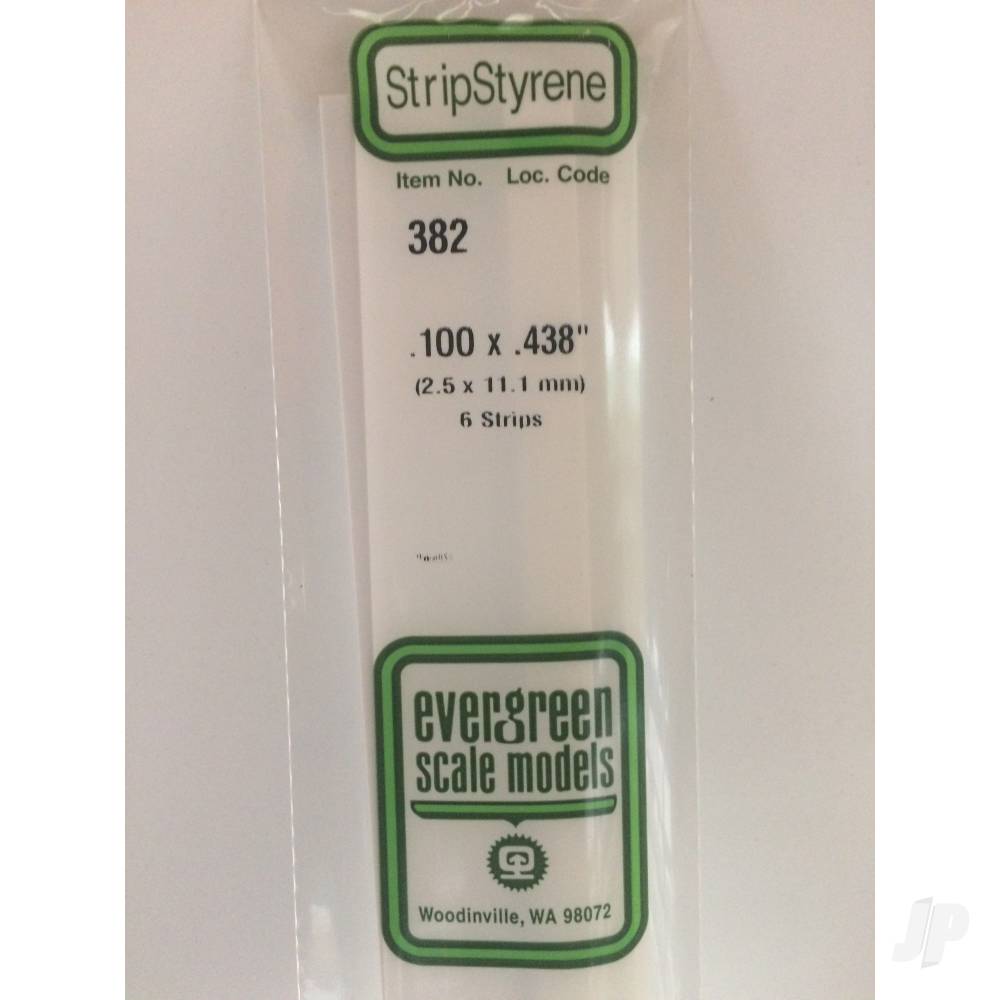 StripStyrene
Item No. Loc. Code
382
.100 x .438"
(2.5 x 11.1 mm)
6 Strips
evergreen
scale models
Woodinville, WA 98072
JP